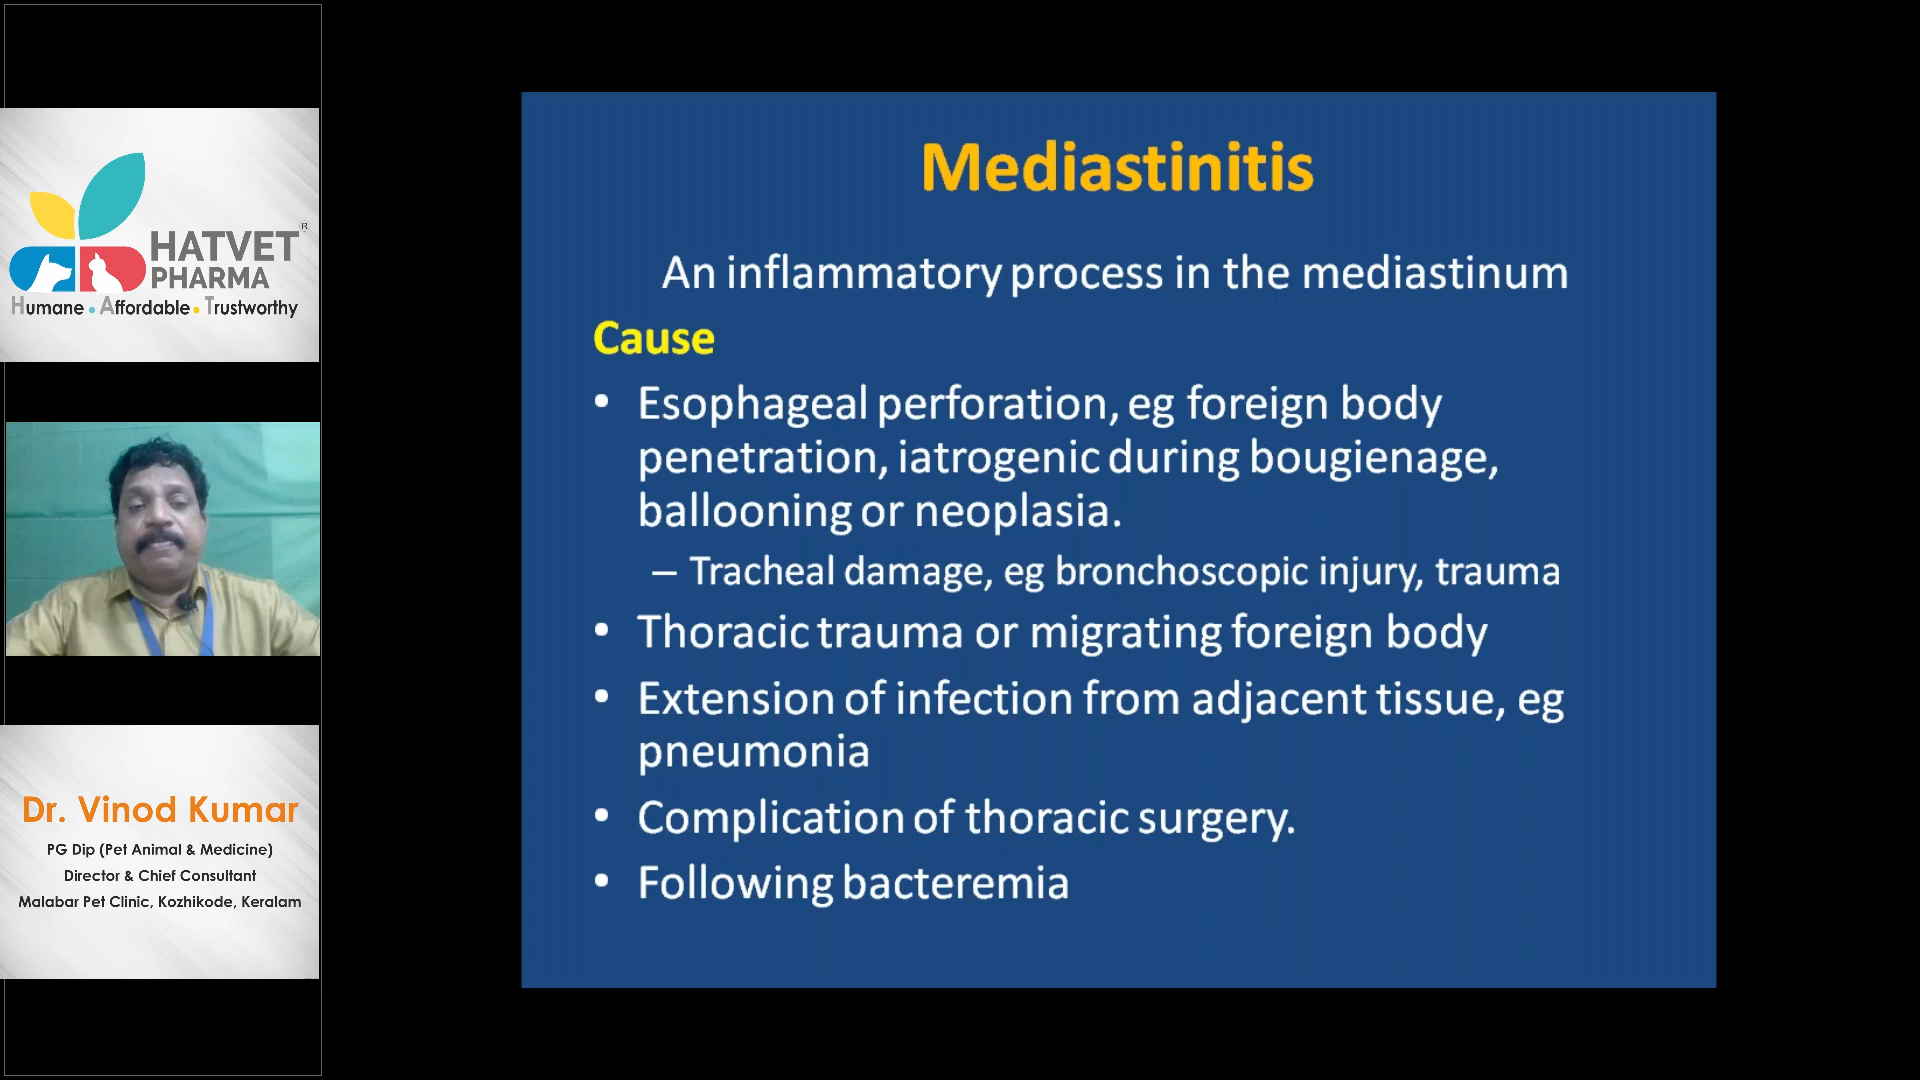 HATVET®
PHARMA
Humane • Affordable • Trustworthy
Dr. Vinod Kumar
PG Dip (Pet Animal & Medicine)
Director & Chief Consultant
Malabar Pet Clinic, Kozhikode, Keralam
Mediastinitis
An inflammatory process in the mediastinum
Cause
• Esophageal perforation, eg foreign body
penetration, iatrogenic during bougienage,
ballooning or neoplasia.
– Tracheal damage, eg bronchoscopic injury, trauma
• Thoracic trauma or migrating foreign body
• Extension of infection from adjacent tissue, eg
pneumonia
• Complication of thoracic surgery.
• Following bacteremia